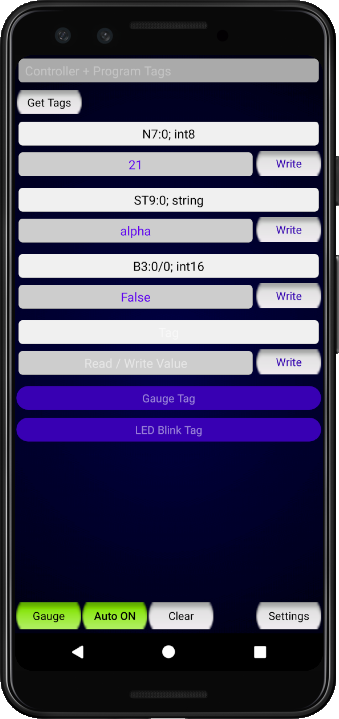 Controller + Program Tags
Get Tags
N7:0; int8
21 Write
ST9:0; string
alpha Write
B3:0/0; int16
False Write
Tag
Read / Write Value Write
Gauge Tag
LED Blink Tag
Gauge Auto ON Clear Settings